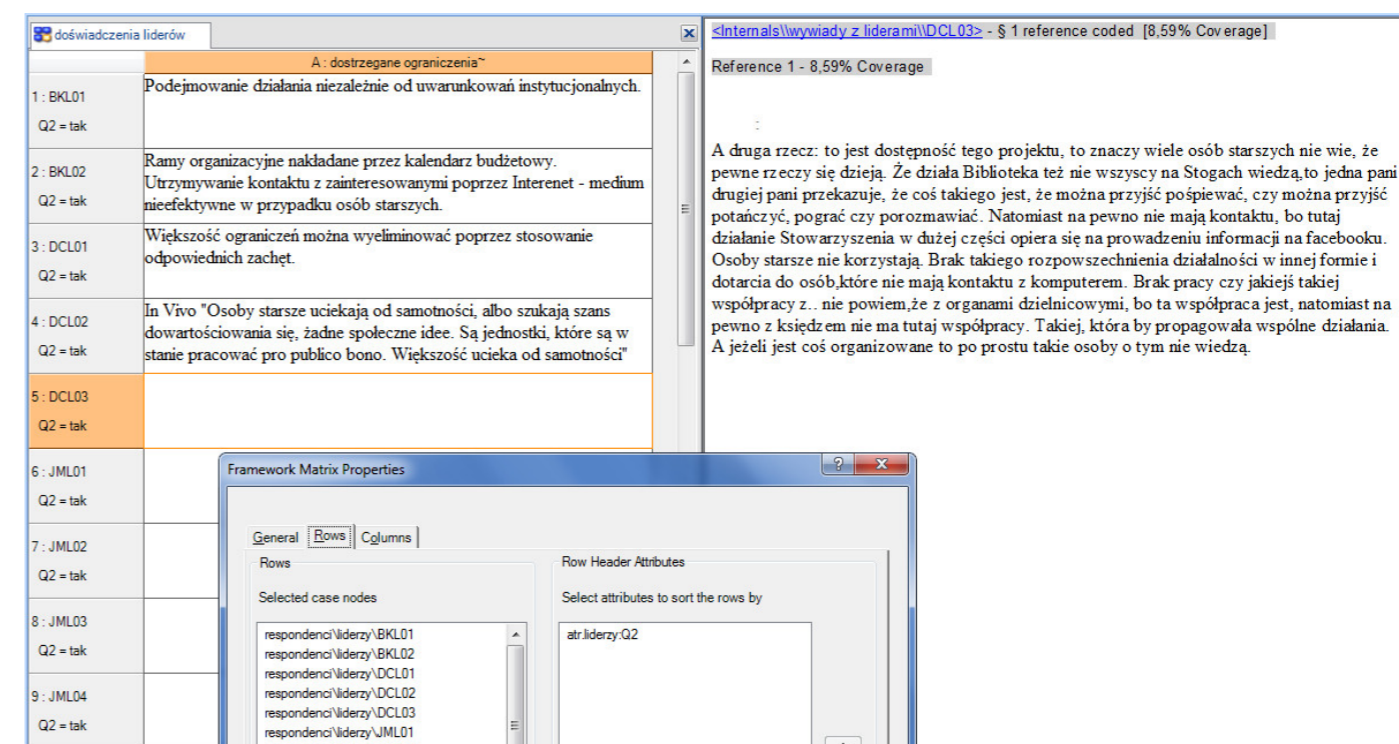 doświadczenia liderów
A : dostrzegane ograniczenia~
1 : BKL01
Q2 = tak
Podejmowanie działania niezależnie od uwarunkowań instytucjonalnych.
2 : BKL02
Q2 = tak
Ramy organizacyjne nakładane przez kalendarz budżetowy.
Utrzymywanie kontaktu z zainteresowanymi poprzez Interenet - medium
nieefektywne w przypadku osób starszych.
3 : DCL01
Q2 = tak
Większość ograniczeń można wyeliminować poprzez stosowanie
odpowiednich zachęt.
4 : DCL02
Q2 = tak
In Vivo "Osoby starsze uciekają od samotności, albo szukają szans
dowartościowania się, żadne społeczne idee. Są jednostki, które są w
stanie pracować pro publico bono. Większość ucieka od samotności"
5 : DCL03
Q2 = tak
6 : JML01
Q2 = tak
7 : JML02
Q2 = tak
8 : JML03
Q2 = tak
9 : JML04
Q2 = tak
<Internals\\wywiady z liderami\\DCL03> - § 1 reference coded [8,59% Coverage]
Reference 1 - 8,59% Coverage
:
A druga rzecz: to jest dostępność tego projektu, to znaczy wiele osób starszych nie wie, że
pewne rzeczy się dzieją. Że działa Biblioteka też nie wszyscy na Stogach wiedzą,to jedna pani
drugiej pani przekazuje, że coś takiego jest, że można przyjść pośpiewać, czy można przyjść
potańczyć, pograć czy porozmawiać. Natomiast na pewno nie mają kontaktu, bo tutaj
działanie Stowarzyszenia w dużej części opiera się na prowadzeniu informacji na facebooku.
Osoby starsze nie korzystają. Brak takiego rozpowszechnienia działalności w innej formie i
dotarcia do osób,które nie mają kontaktu z komputerem. Brak pracy czy jakiejś takiej
współpracy z.. nie powiem,że z organami dzielnicowymi, bo ta współpraca jest, natomiast na
pewno z księdzem nie ma tutaj współpracy. Takiej, która by propagowała wspólne działania.
A jeżeli jest coś organizowane to po prostu takie osoby o tym nie wiedzą.
Framework Matrix Properties
General Rows Columns
Rows
Selected case nodes
respondenci\liderzy\BKL01
respondenci\liderzy\BKL02
respondenci\liderzy\DCL01
respondenci\liderzy\DCL02
respondenci\liderzy\DCL03
respondenci\liderzy\JML01
Row Header Attributes
Select attributes to sort the rows by
atr.liderzy:Q2